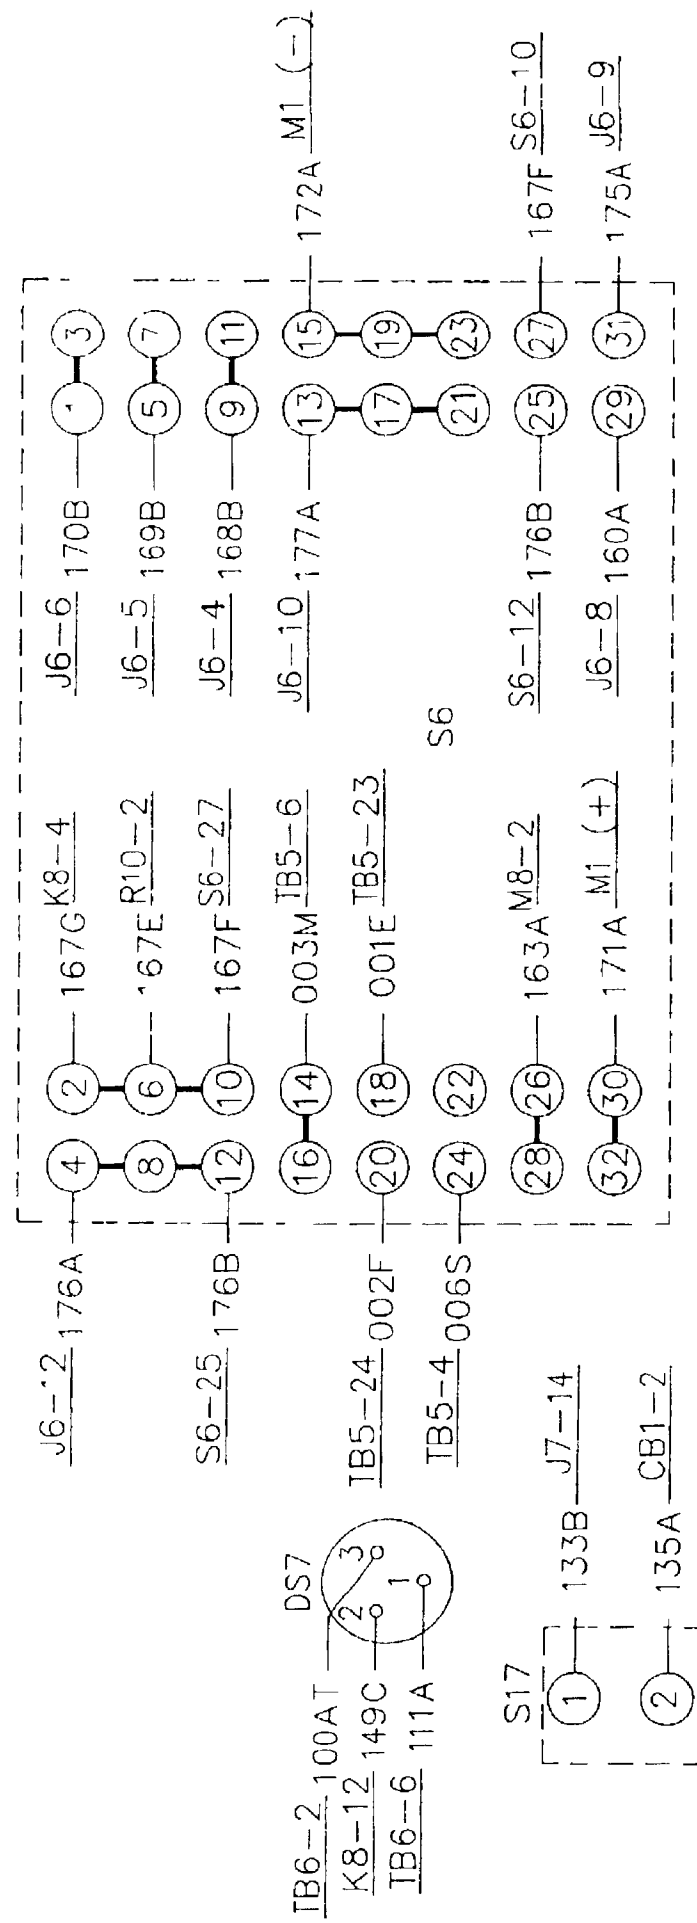 J6-12 176A 4 2 167G K8-4 J6-6 170B 1 3
8 6 167E R10-2 J6-5 169B 5 7
S6-25 176B 12 10 167F S6-27 J6-4 168B 9 11
DS7
TB6-2 100AT 16 14 003M TB5-6 J6-10 177A 13 15 172A M1 (-)
K8-12 149C 2 3 TB5-24 002F 20 18 001E TB5-23 17 19
TB6-6 111A 1 TB5-4 006S 24 22 S6 21 23
S17
1 133B J7-14 28 26 163A M8-2 S6-12 176B 25 27 167F S6-10
2 135A CB1-2 32 30 171A M1 (+) J6-8 160A 29 31 175A J6-9